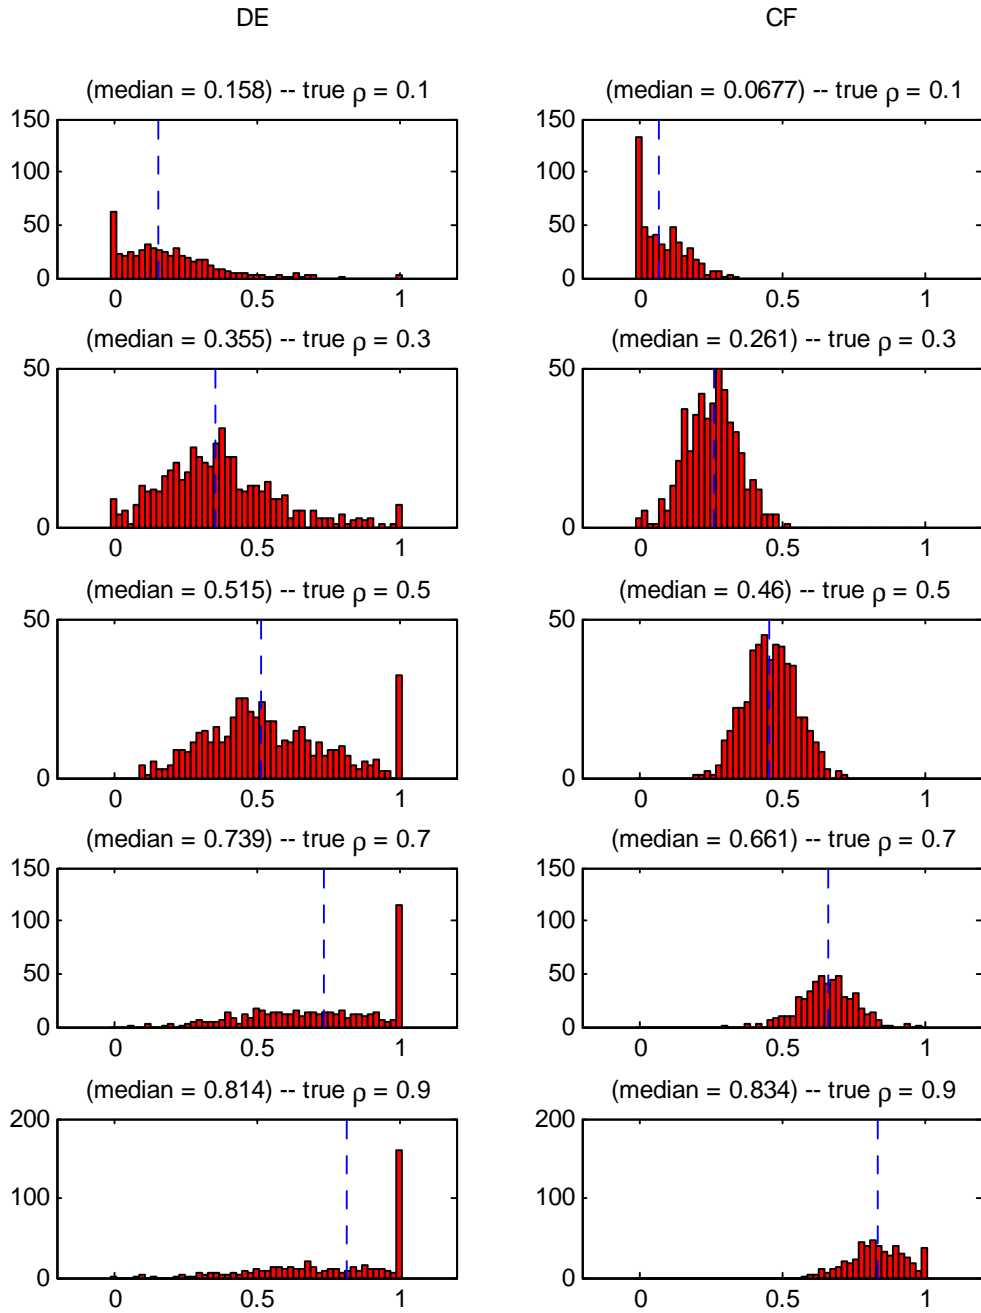 DE
CF
(median = 0.158) -- true ρ = 0.1
150
100
50
0
0 0.5 1
(median = 0.0677) -- true ρ = 0.1
150
100
50
0
0 0.5 1
(median = 0.355) -- true ρ = 0.3
50
0
0 0.5 1
(median = 0.261) -- true ρ = 0.3
50
0
0 0.5 1
(median = 0.515) -- true ρ = 0.5
50
0
0 0.5 1
(median = 0.46) -- true ρ = 0.5
50
0
0 0.5 1
(median = 0.739) -- true ρ = 0.7
150
100
50
0
0 0.5 1
(median = 0.661) -- true ρ = 0.7
150
100
50
0
0 0.5 1
(median = 0.814) -- true ρ = 0.9
200
100
0
0 0.5 1
(median = 0.834) -- true ρ = 0.9
200
100
0
0 0.5 1